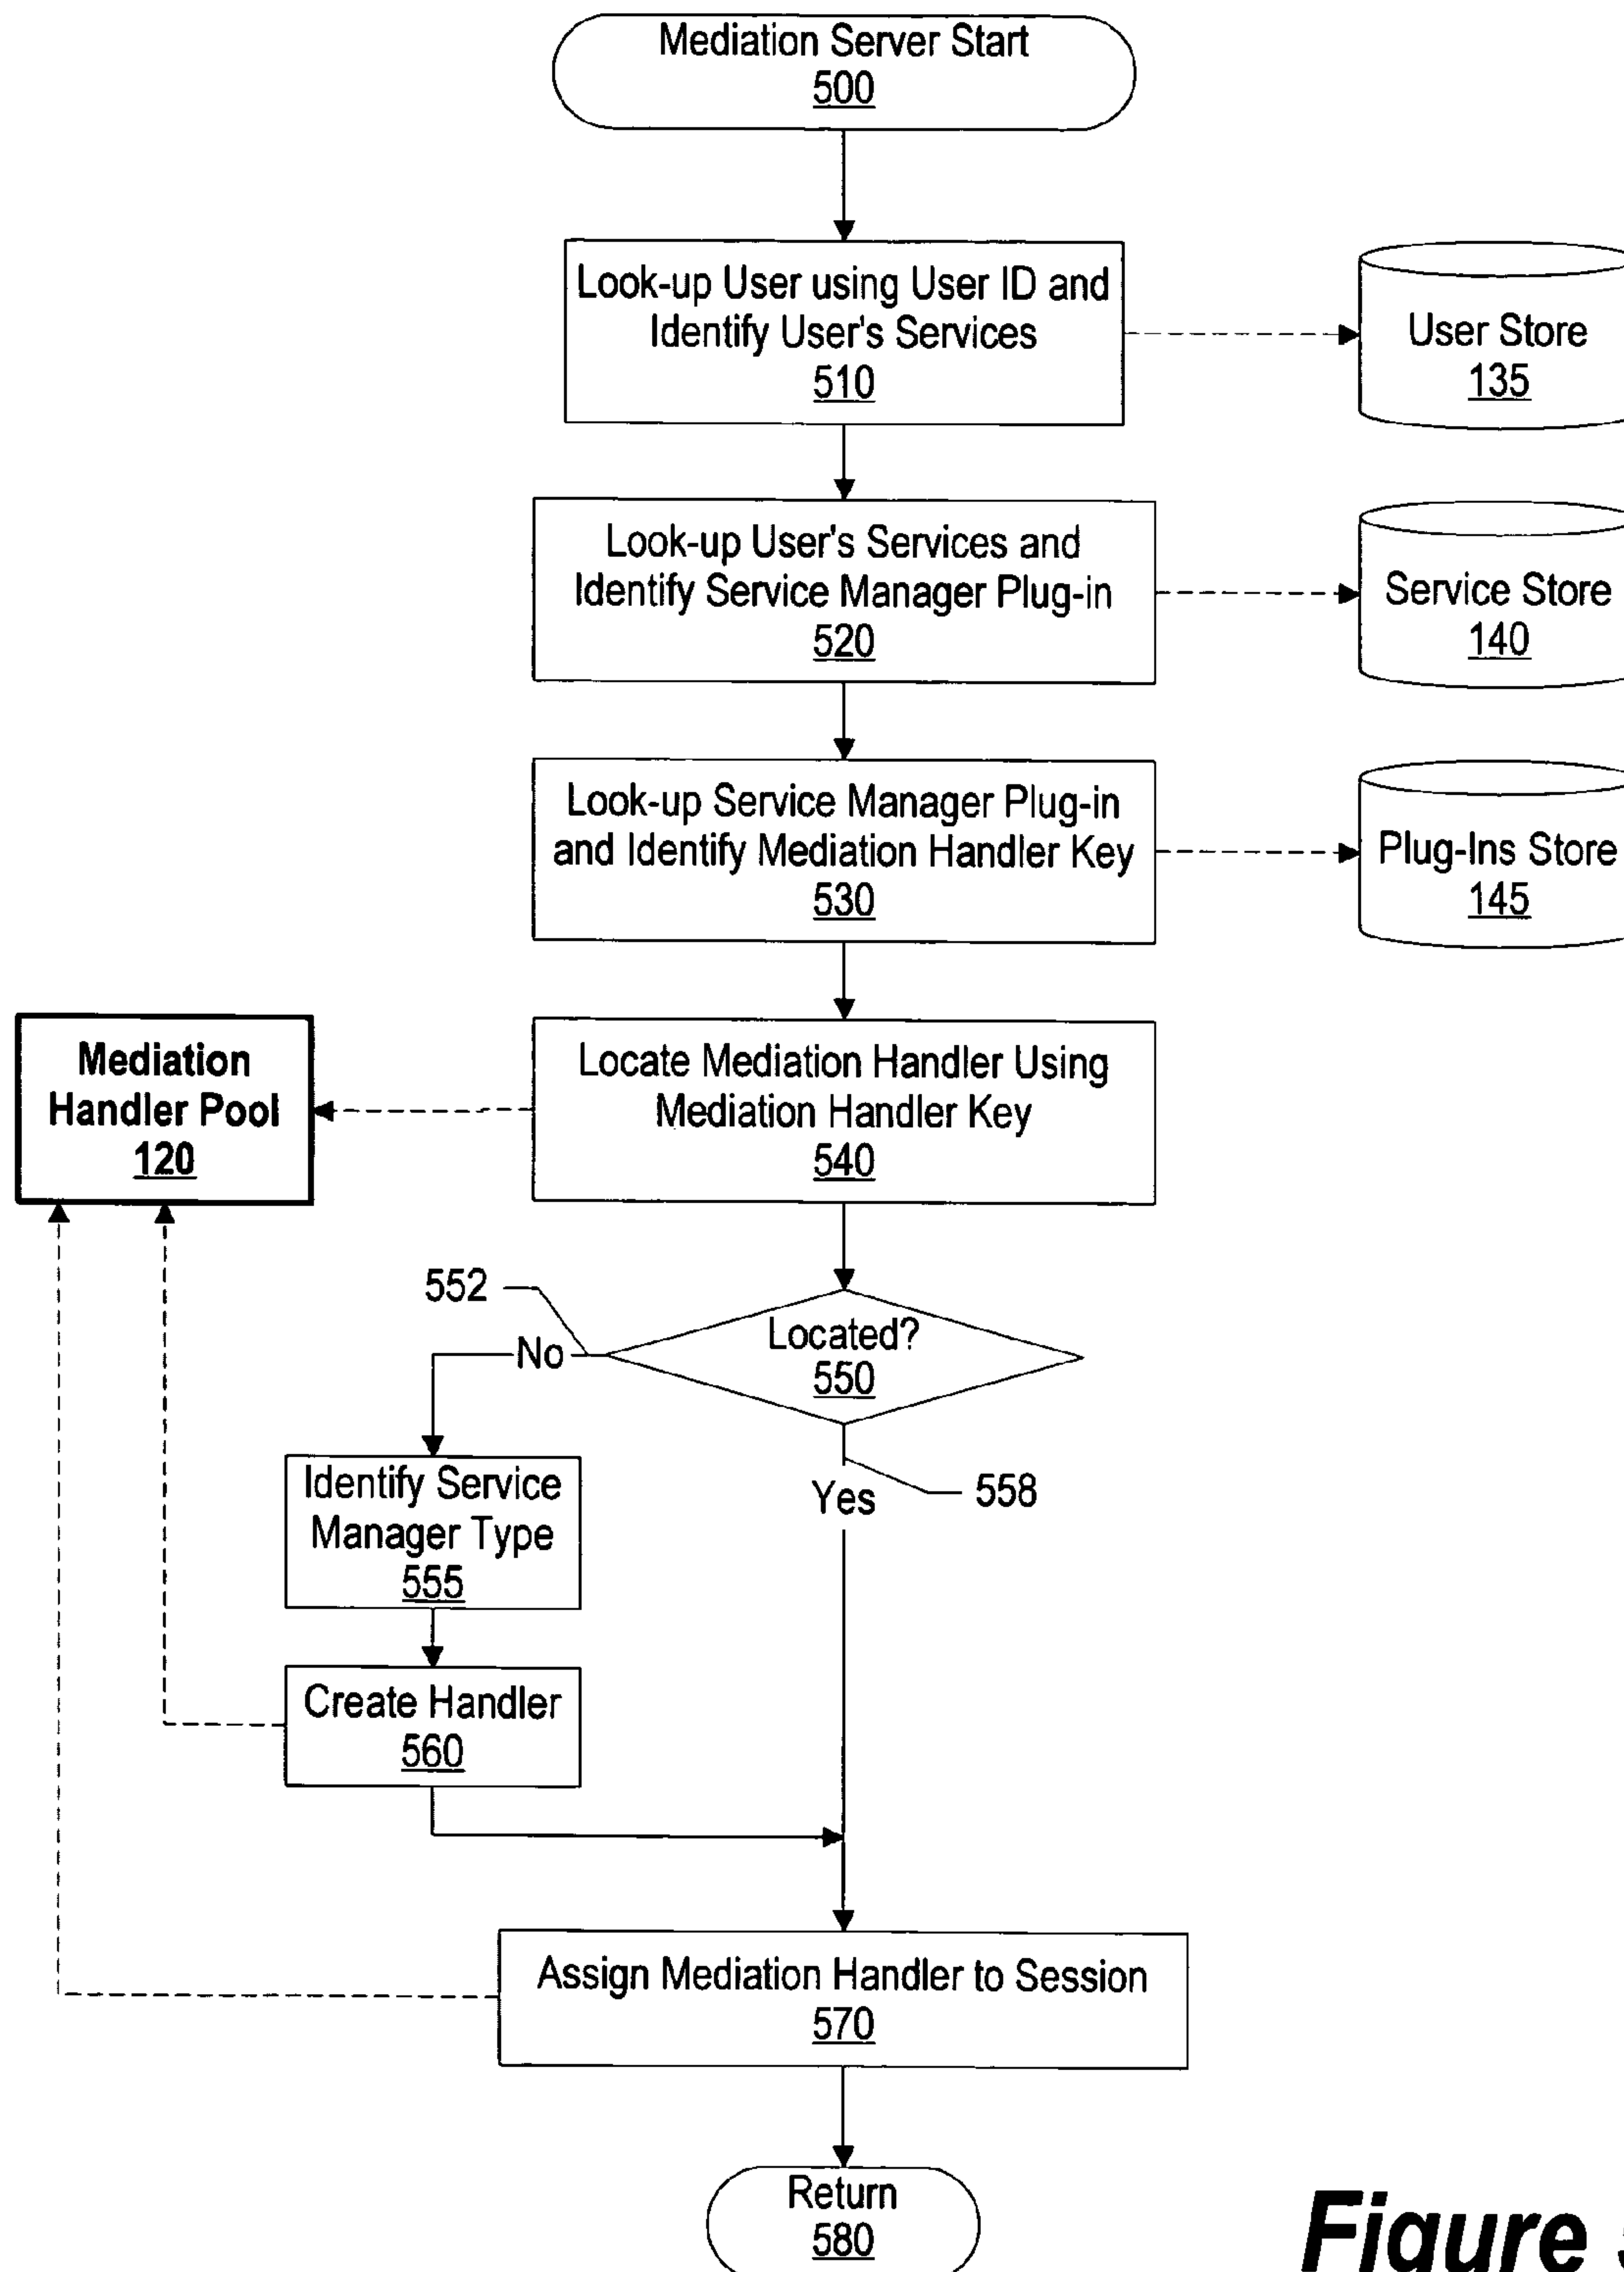 Mediation Server Start
500
Look-up User using User ID and
Identify User's Services
510
User Store
135
Look-up User's Services and
Identify Service Manager Plug-in
520
Service Store
140
Look-up Service Manager Plug-in
and Identify Mediation Handler Key
530
Plug-Ins Store
145
Mediation
Handler Pool
120
Locate Mediation Handler Using
Mediation Handler Key
540
552
No
Located?
550
Yes
558
Identify Service
Manager Type
555
Create Handler
560
Assign Mediation Handler to Session
570
Return
580
Figure